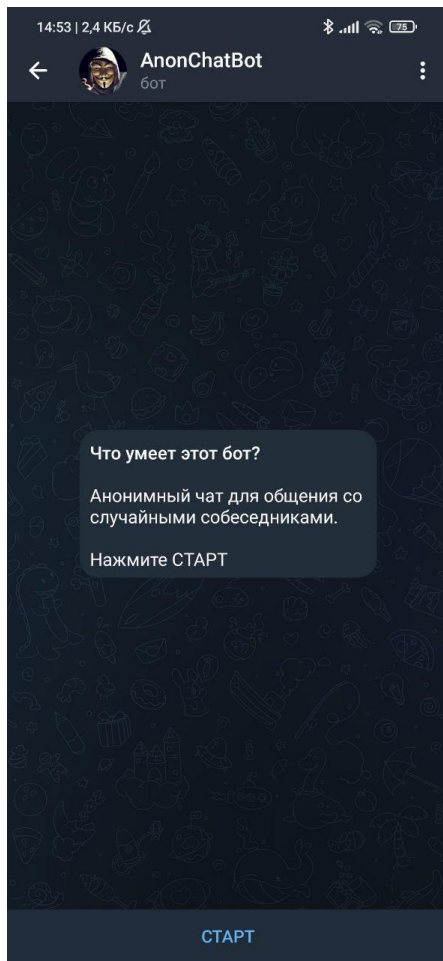 14:53 | 2,4 КБ/с
75
AnonChatBot
бот
Что умеет этот бот?
Анонимный чат для общения со
случайными собеседниками.
Нажмите СТАРТ
СТАРТ